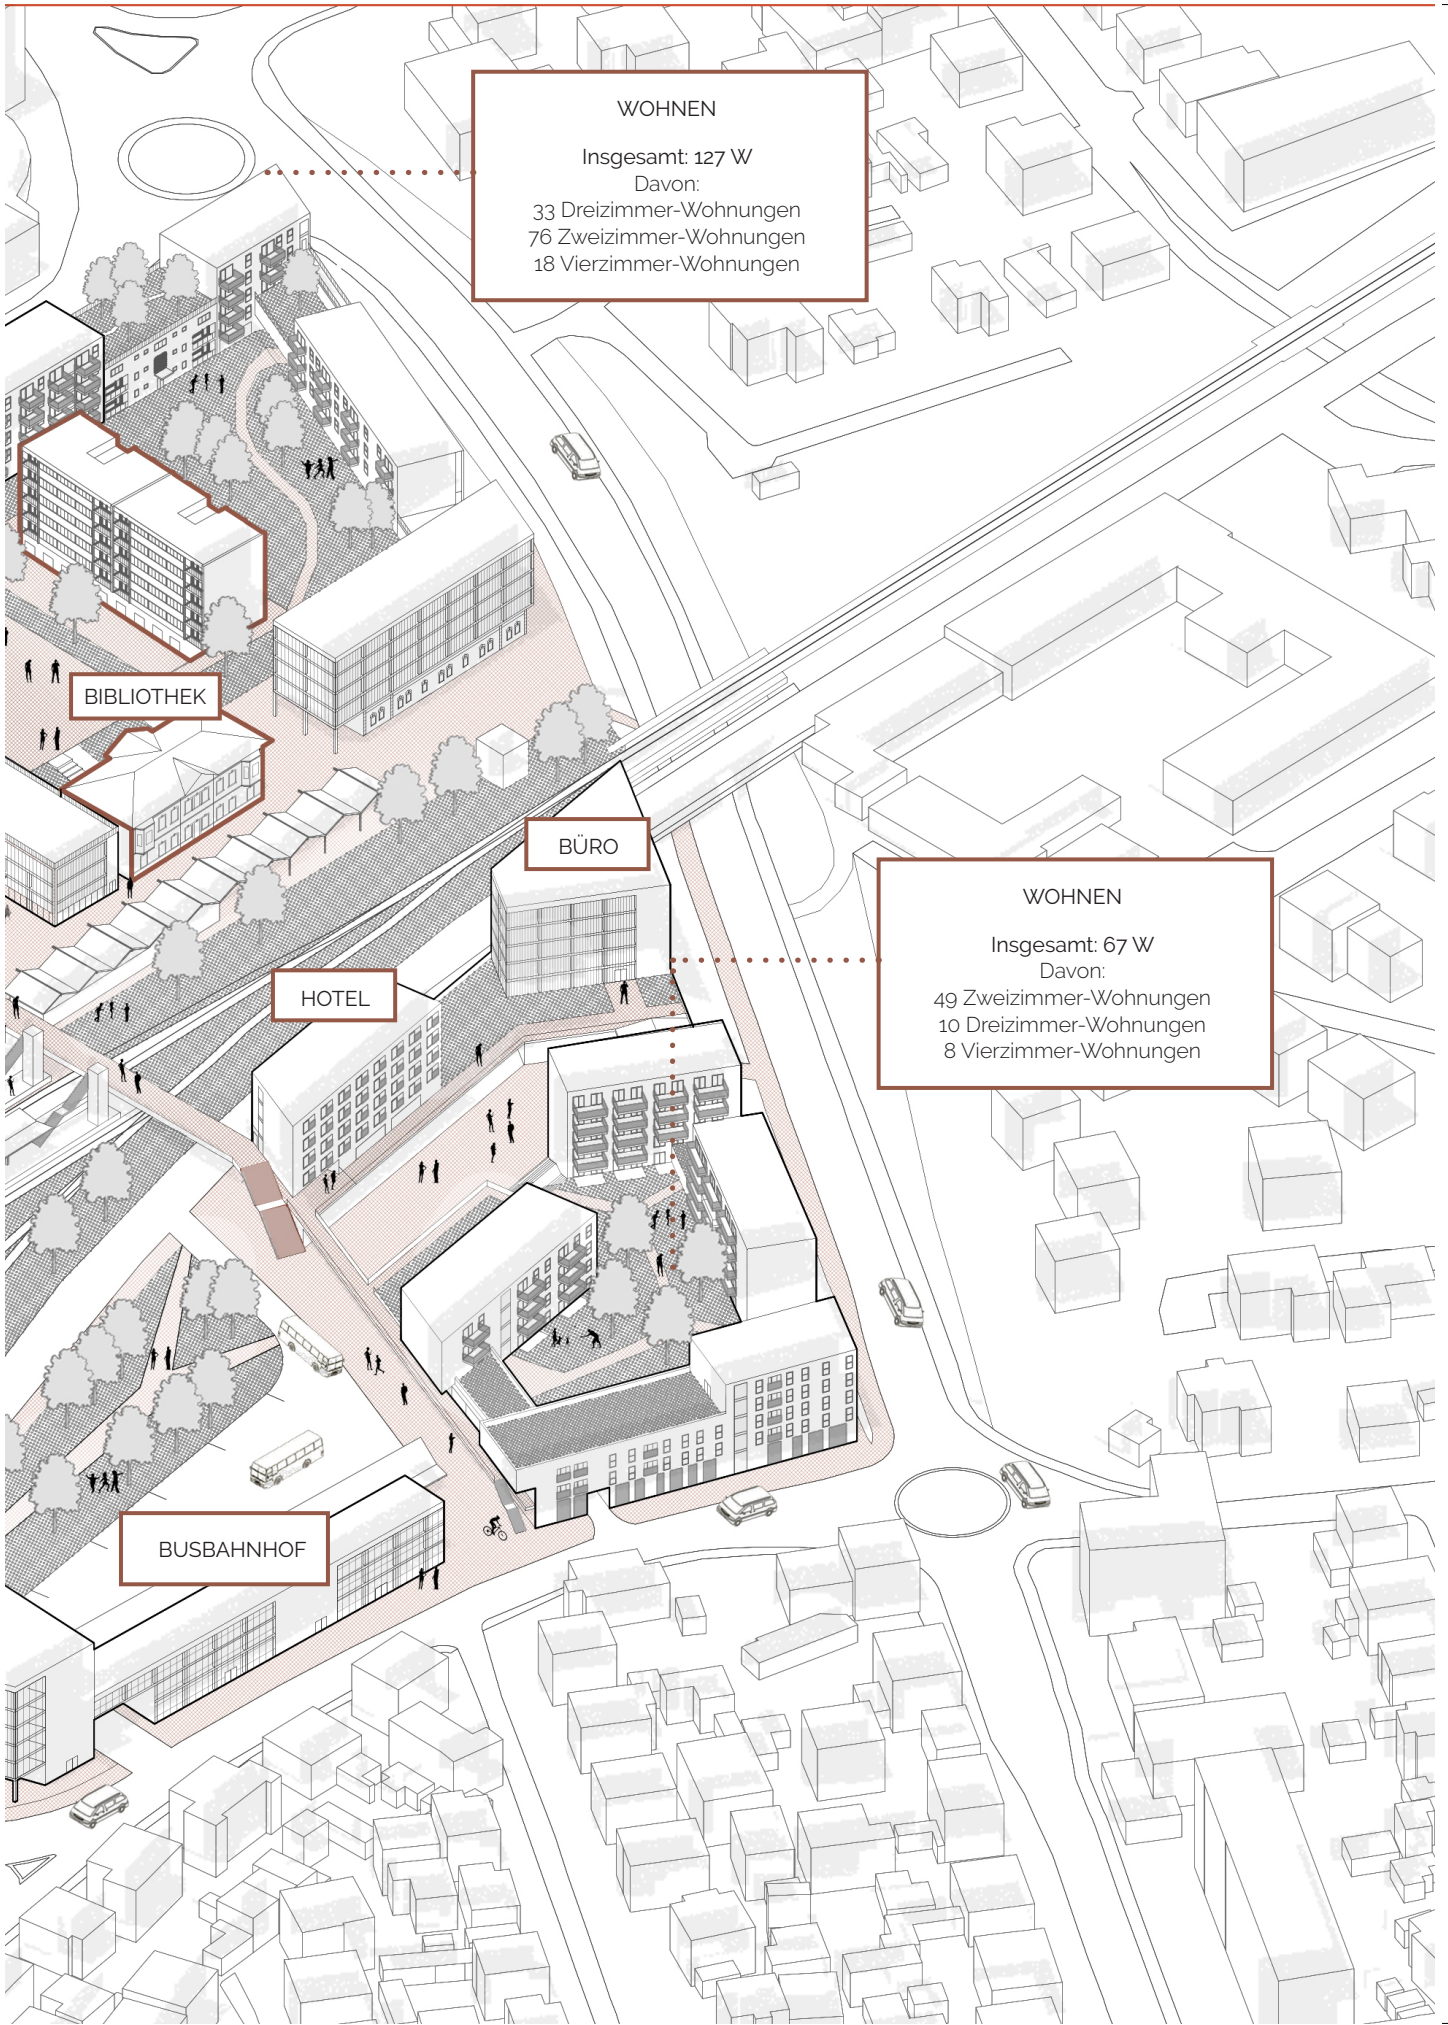 WOHNEN
Insgesamt: 127 W
Davon:
33 Dreizimmer-Wohnungen
76 Zweizimmer-Wohnungen
18 Vierzimmer-Wohnungen
BIBLIOTHEK
BÜRO
WOHNEN
Insgesamt: 67 W
Davon:
49 Zweizimmer-Wohnungen
10 Dreizimmer-Wohnungen
8 Vierzimmer-Wohnungen
HOTEL
BUSBAHNHOF